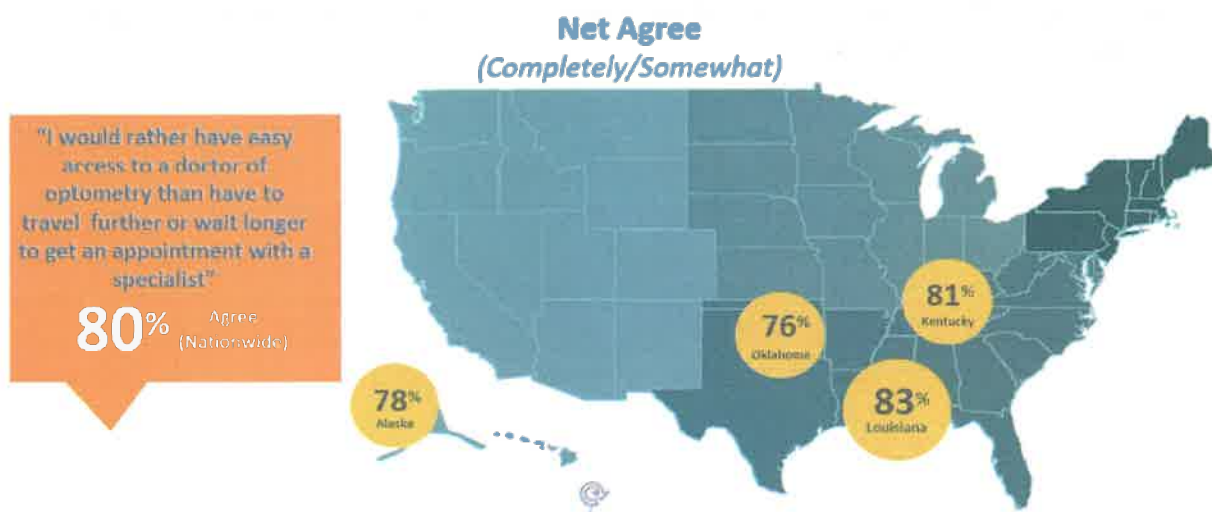 Net Agree
(Completely/Somewhat)
"I would rather have easy
access to a doctor of
optometry than have to
travel further or wait longer
to get an appointment with a
specialist"
80% Agree
(Nationwide)
81%
Kentucky
76%
Oklahoma
78%
Alaska
83%
Louisiana